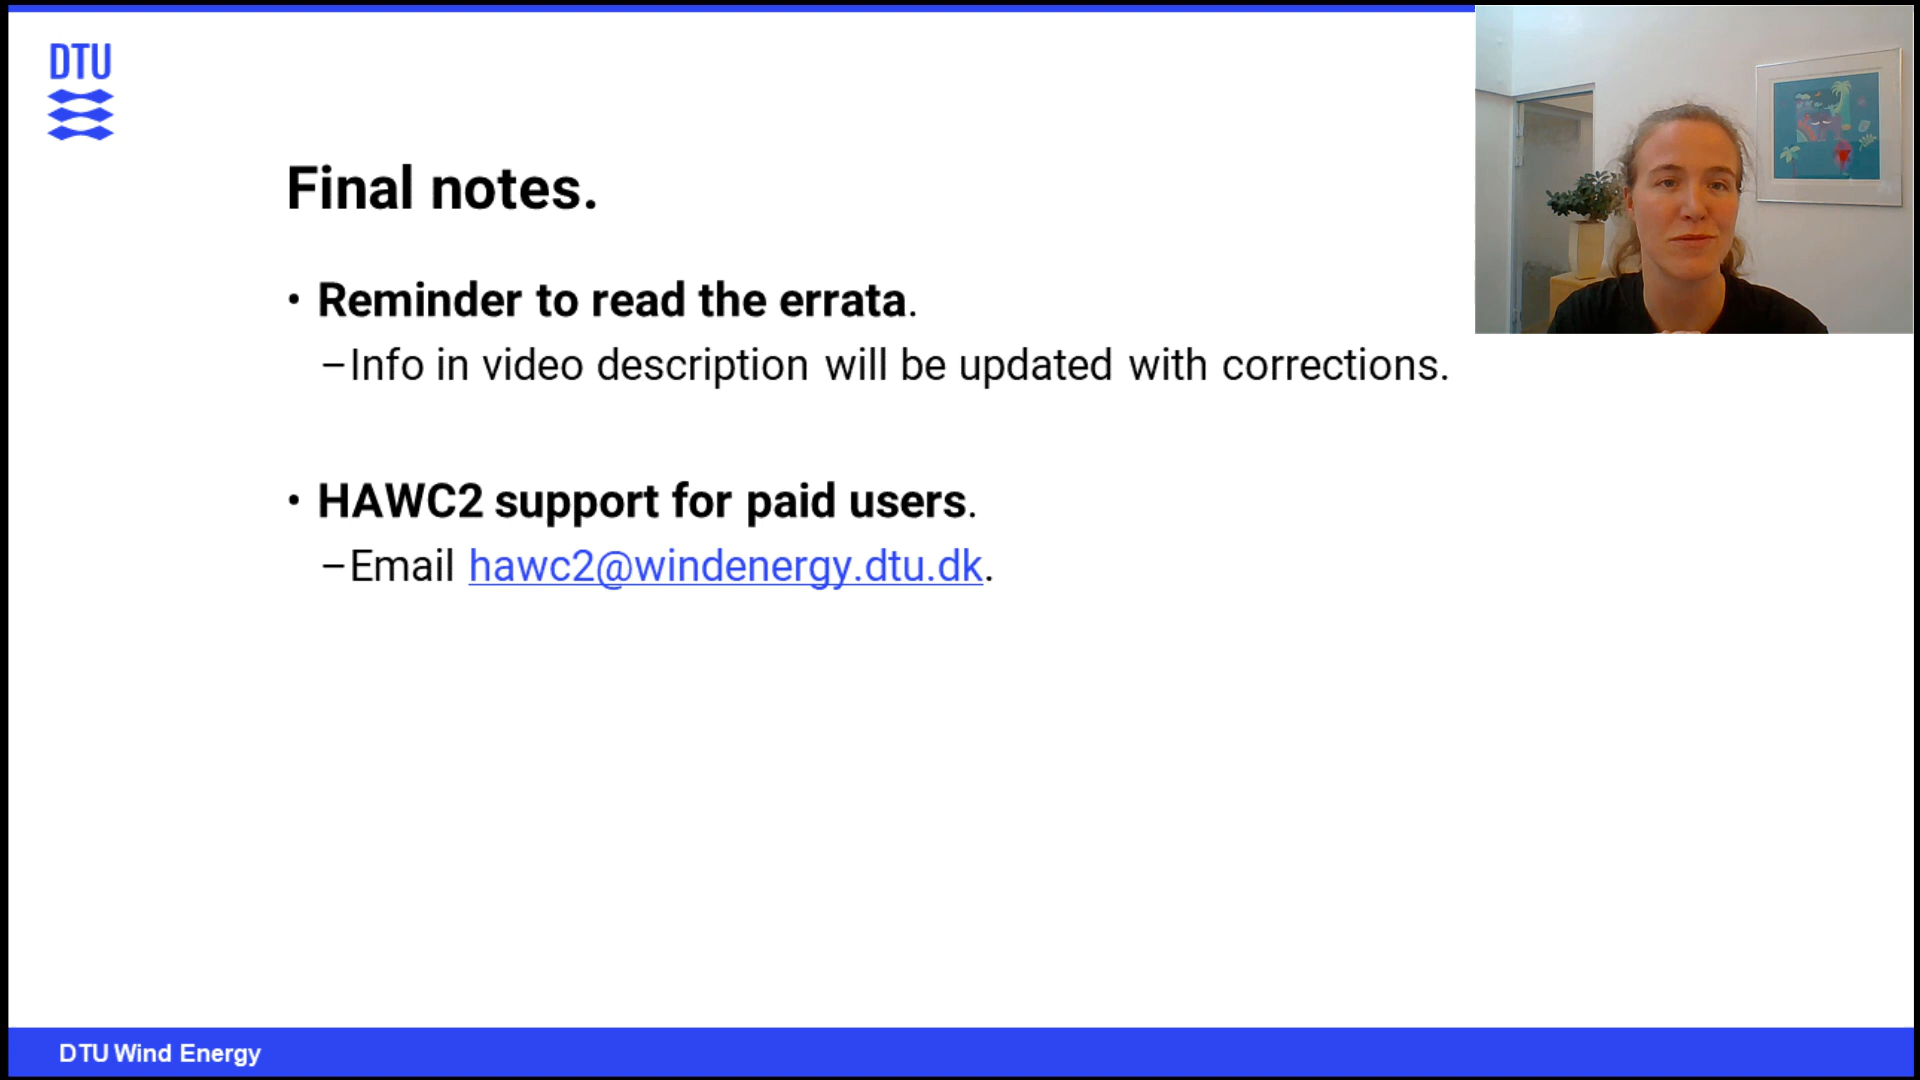 DTU
Final notes.
• Reminder to read the errata.
–Info in video description will be updated with corrections.
• HAWC2 support for paid users.
–Email hawc2@windenergy.dtu.dk.
DTU Wind Energy